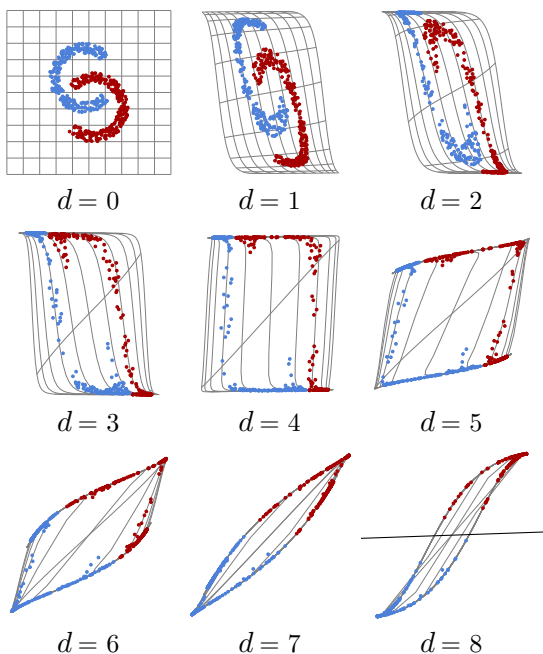 d = 0 d = 1 d = 2
d = 3 d = 4 d = 5
d = 6 d = 7 d = 8